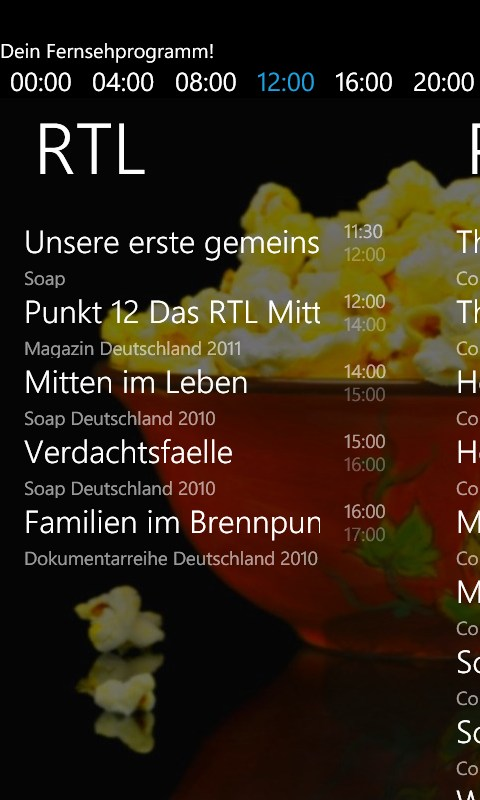 Dein Fernsehprogramm!
00:00 04:00 08:00 12:00 16:00 20:00
RTL
Unsere erste gemeins 11:30
Soap 12:00
Punkt 12 Das RTL Mitt 12:00
Magazin Deutschland 2011 14:00
Mitten im Leben 14:00
Soap Deutschland 2010 15:00
Verdachtsfaelle 15:00
Soap Deutschland 2010 16:00
Familien im Brennpun 16:00
Dokumentarreihe Deutschland 2010 17:00
Th
Co
Th
Co
He
Co
He
Co
M
Co
M
Co
Sc
Co
Sc
Co